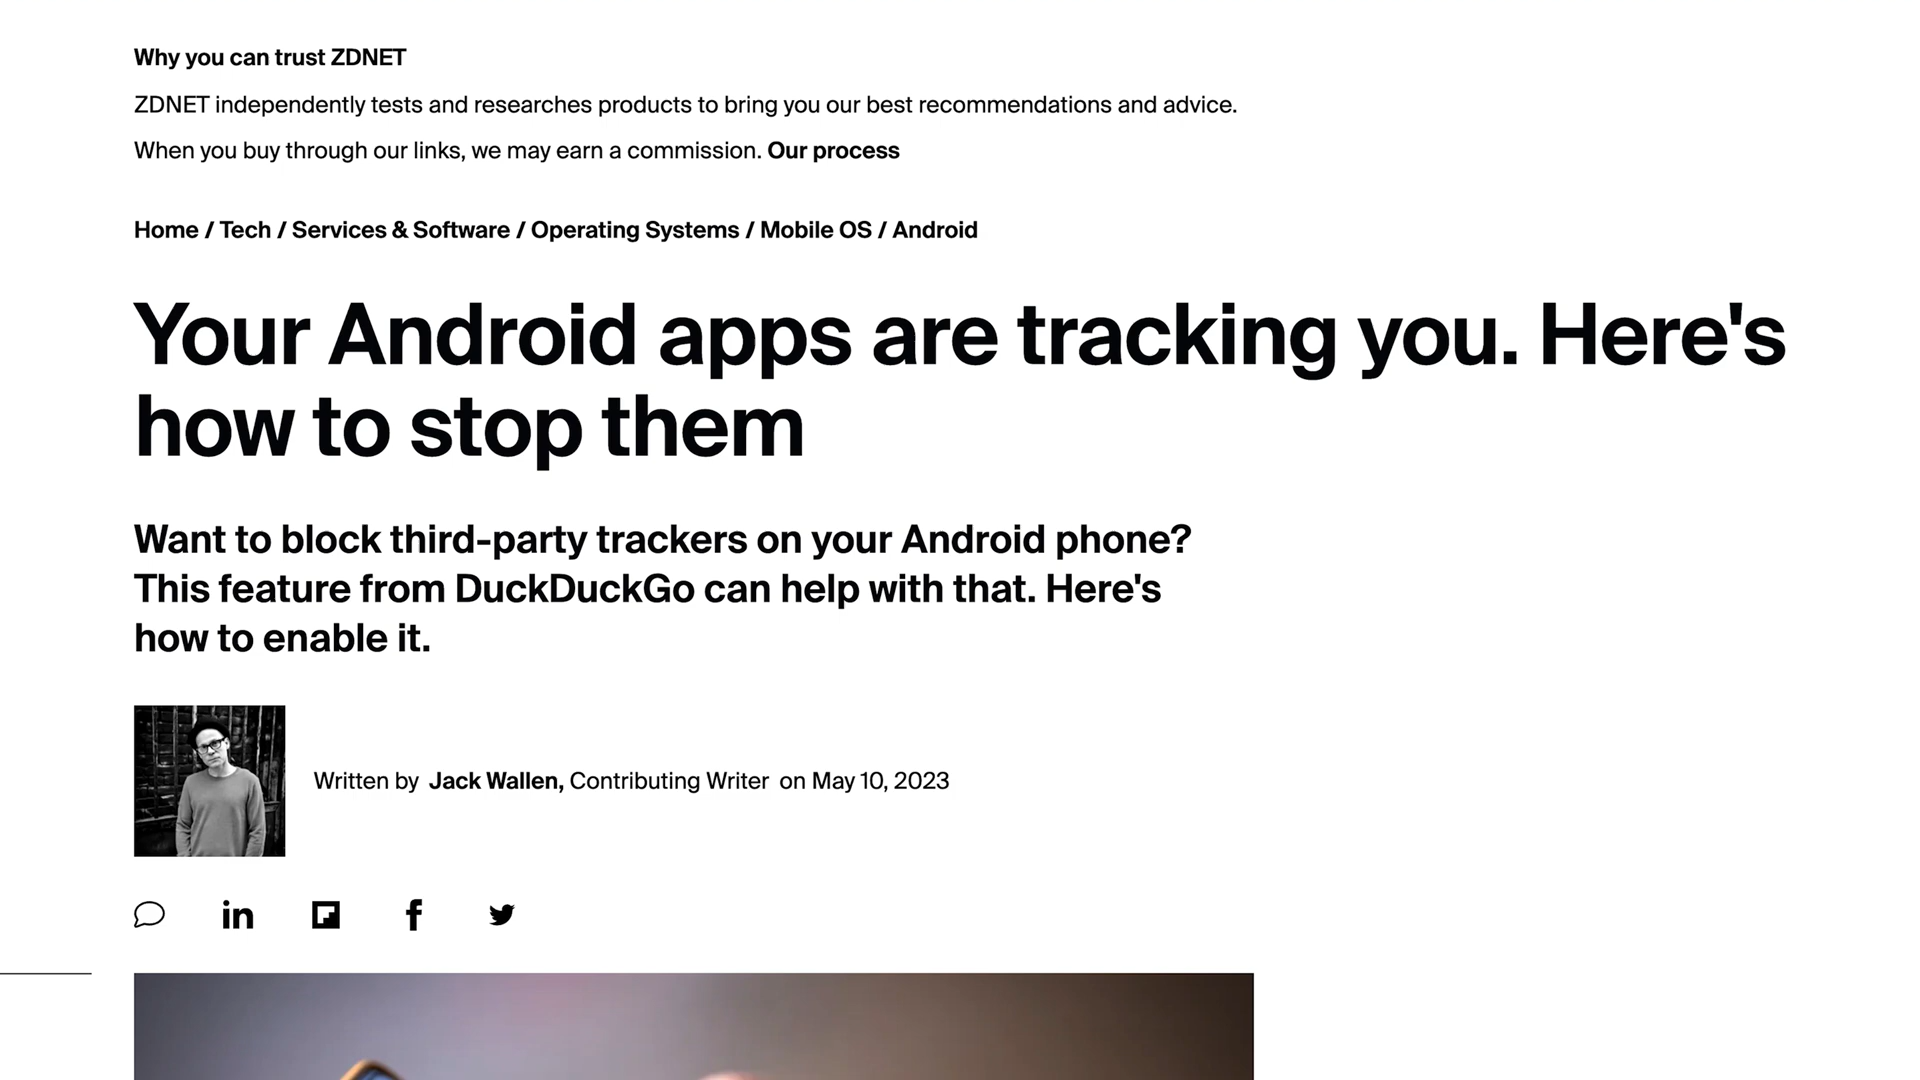 Why you can trust ZDNET
ZDNET independently tests and researches products to bring you our best recommendations and advice.
When you buy through our links, we may earn a commission. Our process
Home / Tech / Services & Software / Operating Systems / Mobile OS / Android
Your Android apps are tracking you. Here's
how to stop them
Want to block third-party trackers on your Android phone?
This feature from DuckDuckGo can help with that. Here's
how to enable it.
Written by Jack Wallen, Contributing Writer on May 10, 2023